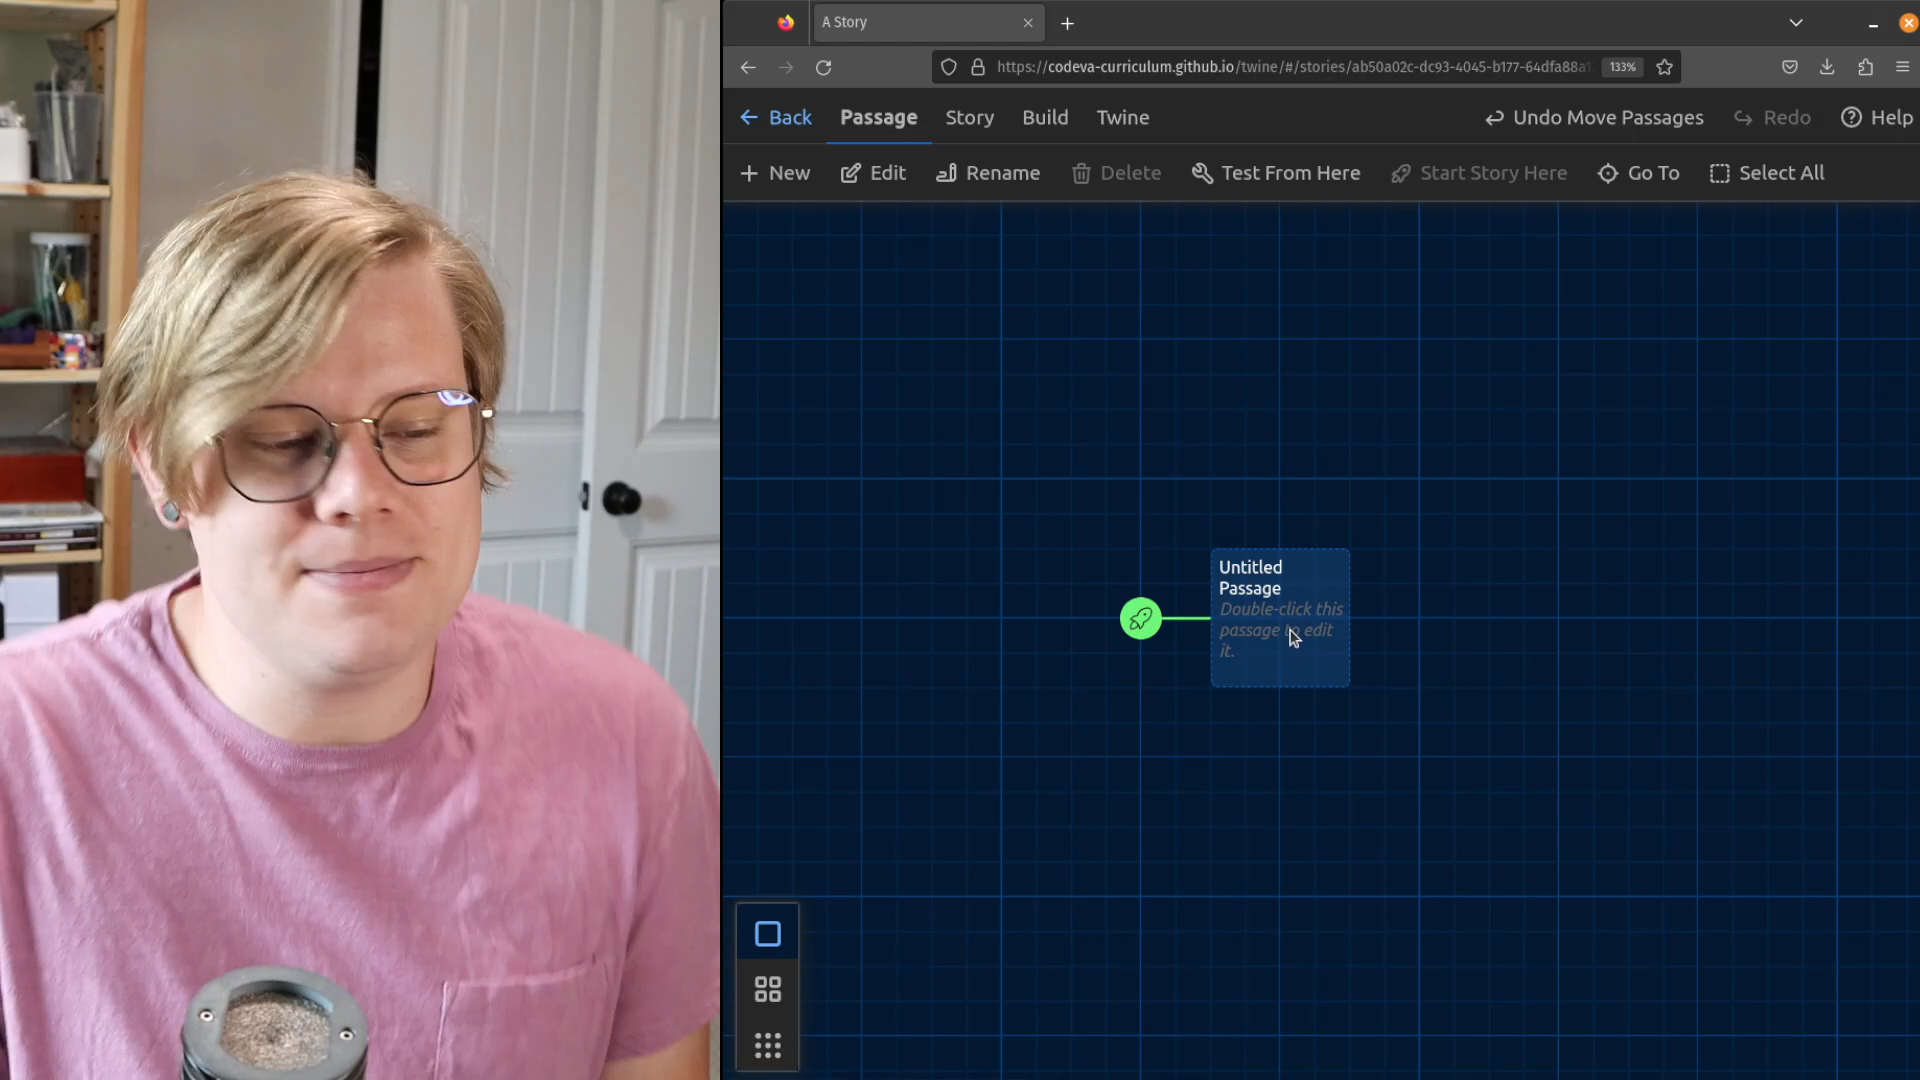 A Story
https://codeva-curriculum.github.io/twine/#/stories/ab50a02c-dc93-4045-b177-64dfa88a1
133%
Back Passage Story Build Twine Undo Move Passages Redo Help
New Edit Rename Delete Test From Here Start Story Here Go To Select All
Untitled
Passage
Double-click this
passage to edit
it.